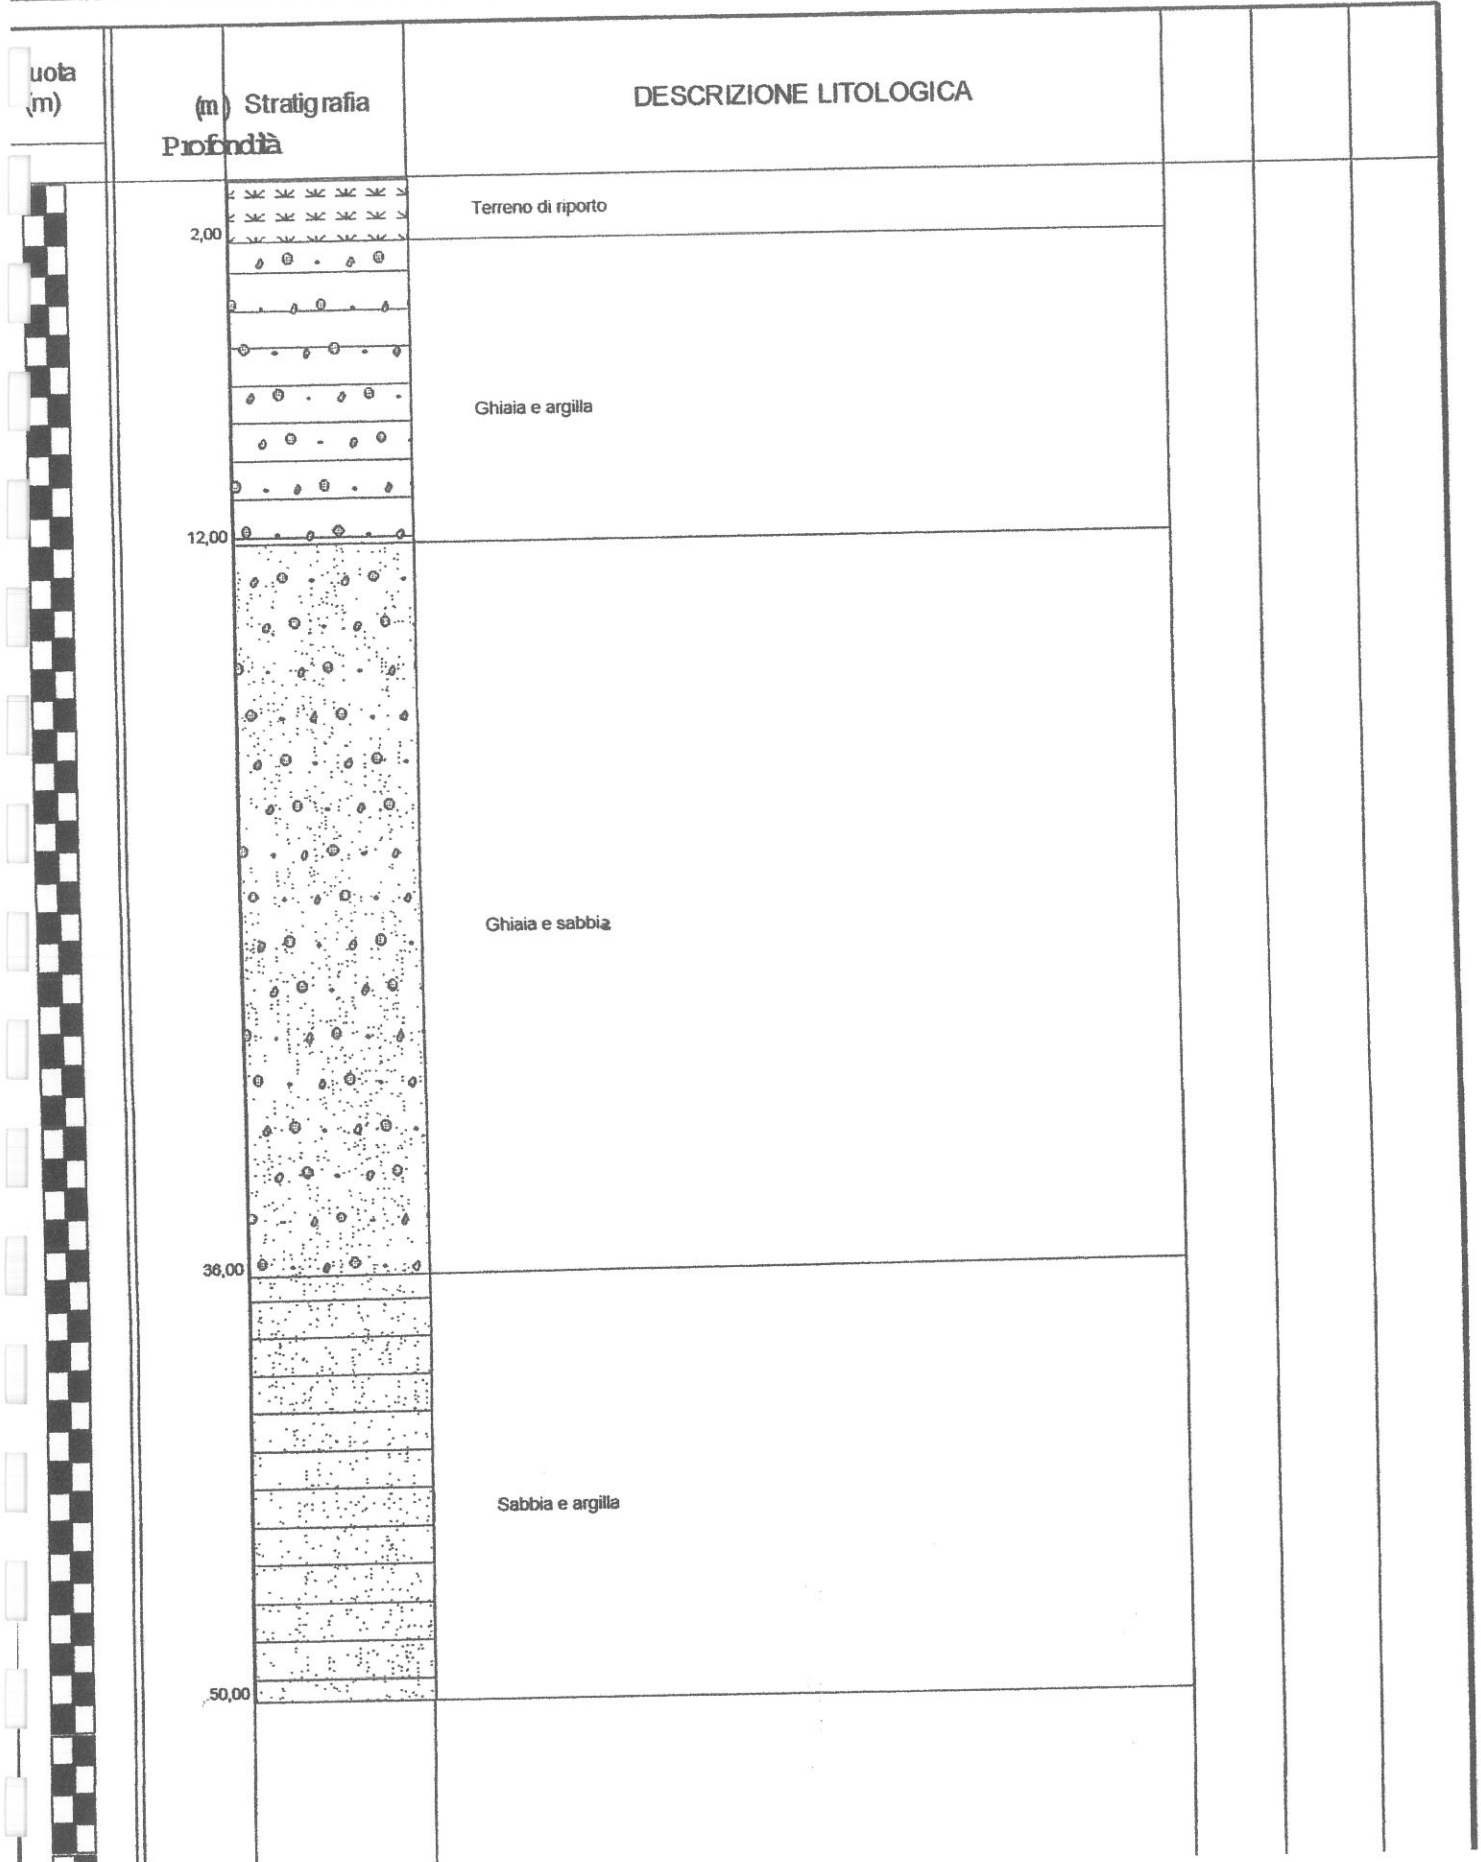 uota
(m)
(m) Stratigrafia
Profondità
DESCRIZIONE LITOLOGICA
Terreno di riporto
2,00
Ghiaia e argilla
12,00
Ghiaia e sabbia
36,00
Sabbia e argilla
50,00